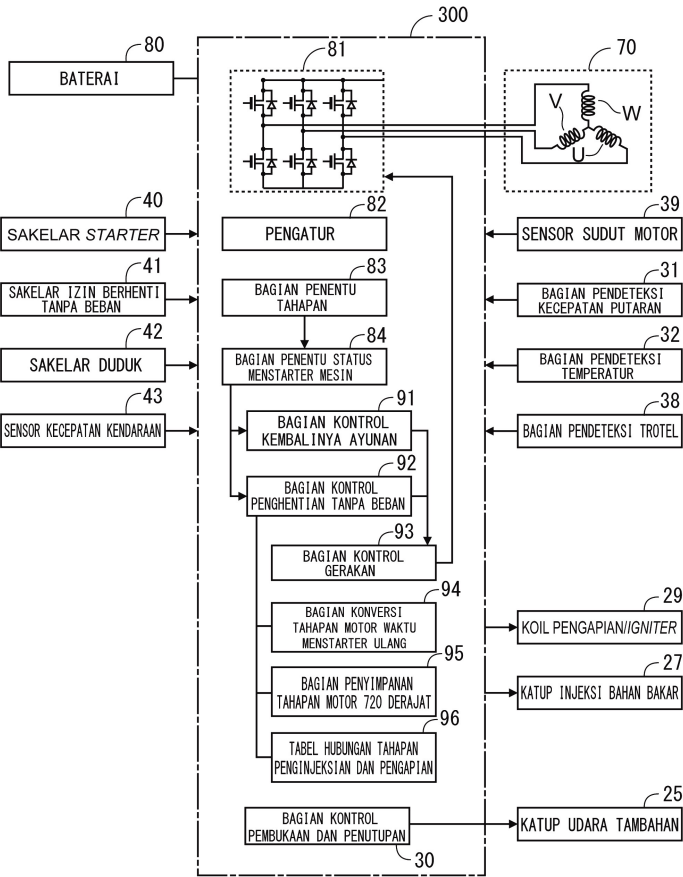 300
80
BATERAI
81
70
V
W
U
40
SAKELAR STARTER
82
PENGATUR
39
SENSOR SUDUT MOTOR
41
SAKELAR IZIN BERHENTI
TANPA BEBAN
83
BAGIAN PENENTU
TAHAPAN
31
BAGIAN PENDETEKSI
KECEPATAN PUTARAN
42
SAKELAR DUDUK
84
BAGIAN PENENTU STATUS
MENSTARTER MESIN
32
BAGIAN PENDETEKSI
TEMPERATUR
43
SENSOR KECEPATAN KENDARAAN
91
BAGIAN KONTROL
KEMBALINYA AYUNAN
38
BAGIAN PENDETEKSI TROTEL
92
BAGIAN KONTROL
PENGHENTIAN TANPA BEBAN
93
BAGIAN KONTROL
GERAKAN
94
BAGIAN KONVERSI
TAHAPAN MOTOR WAKTU
MENSTARTER ULANG
29
KOIL PENGAPIAN/IGNITER
95
BAGIAN PENYIMPANAN
TAHAPAN MOTOR 720 DERAJAT
27
KATUP INJEKSI BAHAN BAKAR
96
TABEL HUBUNGAN TAHAPAN
PENGINJEKSIAN DAN PENGAPIAN
BAGIAN KONTROL
PEMBUKAAN DAN PENUTUPAN
30
25
KATUP UDARA TAMBAHAN